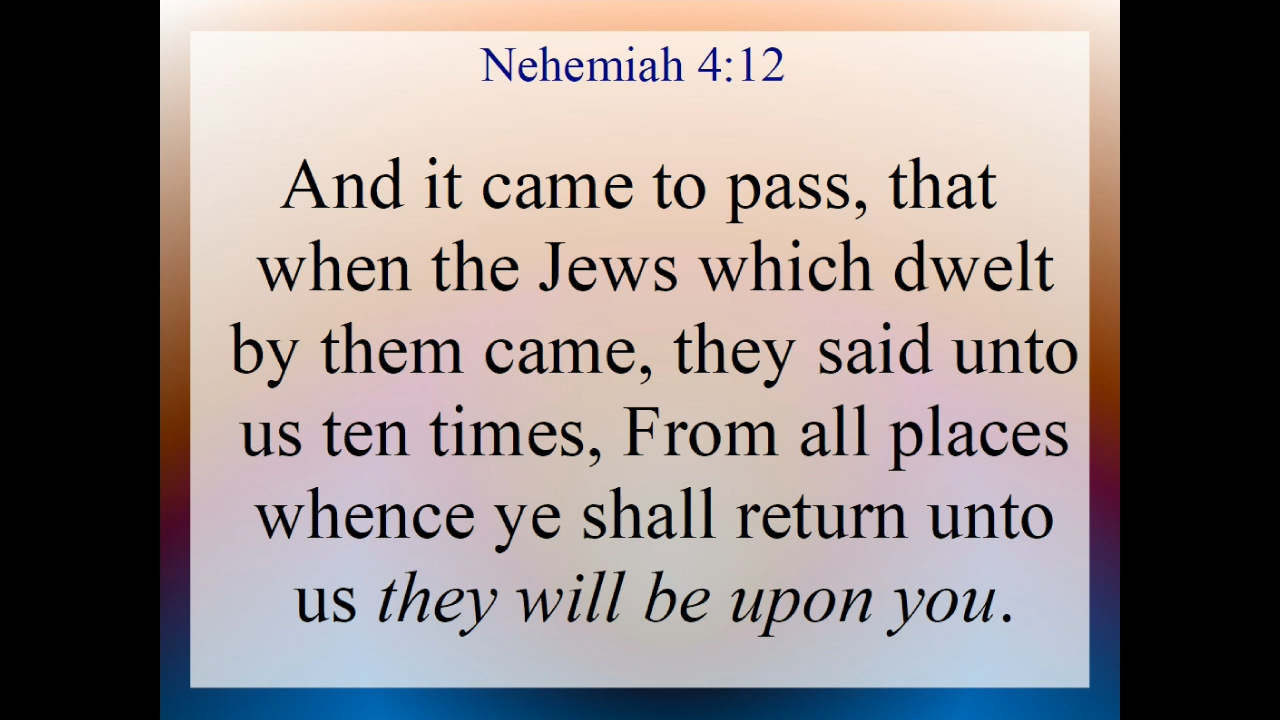 Nehemiah 4:12
And it came to pass, that
when the Jews which dwelt
by them came, they said unto
us ten times, From all places
whence ye shall return unto
us they will be upon you.